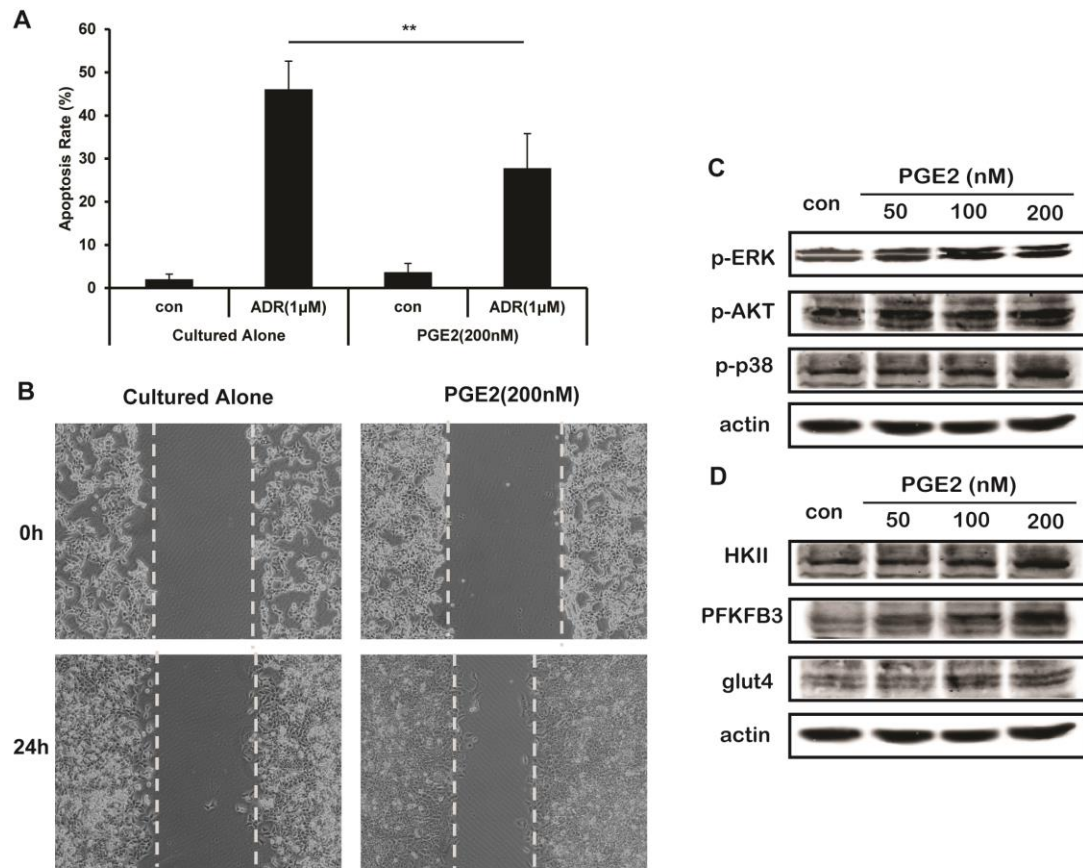 A
60
50
40
30
20
10
0
Apoptosis Rate (%)
**
con
ADR(1μM)
con
ADR(1μM)
Cultured Alone
PGE2(200nM)
B
Cultured Alone
PGE2(200nM)
0h
24h
C
PGE2 (nM)
con
50
100
200
p-ERK
p-AKT
p-p38
actin
D
PGE2 (nM)
con
50
100
200
HKII
PFKFB3
glut4
actin